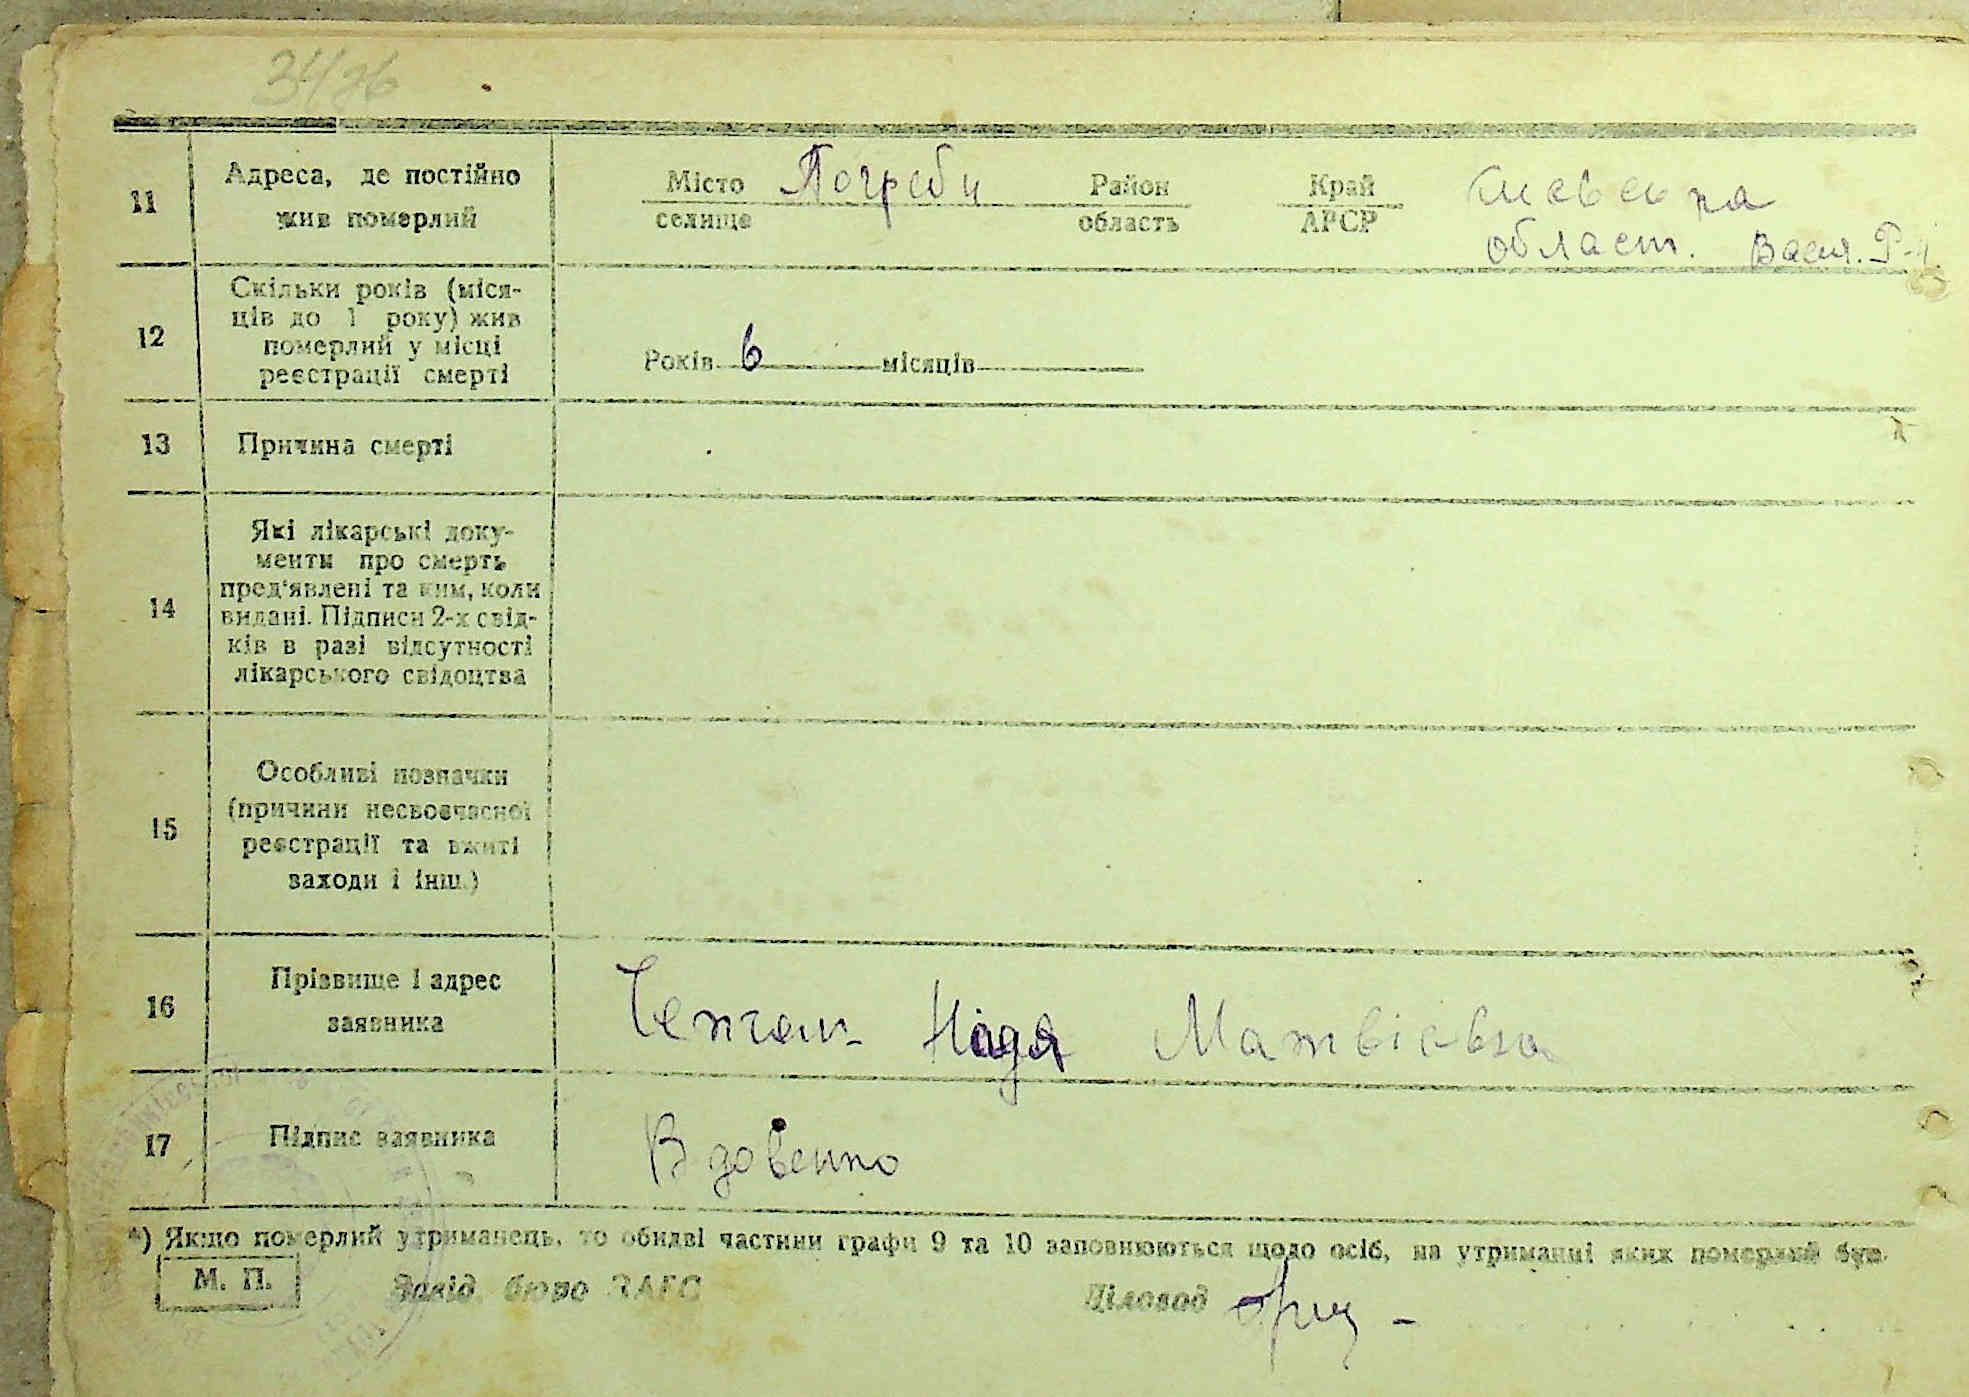 11
Адреса, де постійно
жив померлий
Місто Погреби Район Край
селище область АРСР
област. Васил. Р-н
12
Скільки років (міся-
ців до 1 року) жив
померлий у місці
реєстрації смерті
Років 6 місяців
13
Причина смерті
14
Які лікарські доку-
менти про смерть
пред'явлені та ким, коли
видані. Підписи 2-х свід-
ків в разі відсутності
лікарського свідоцтва
15
Особливі позначки
(причини несвоєчасної
реєстрації та вжиті
заходи і інш.)
16
Прізвище і адрес
заявника
Надя Матвієвна
17
Підпис заявника
Вдовенко
*) Якщо померлий утриманець, то обидві частини графи 9 та 10 заповнюються щодо осіб, на утриманні яких померлий був.
М. П.
Завід. бюро ЗАГС Діловод